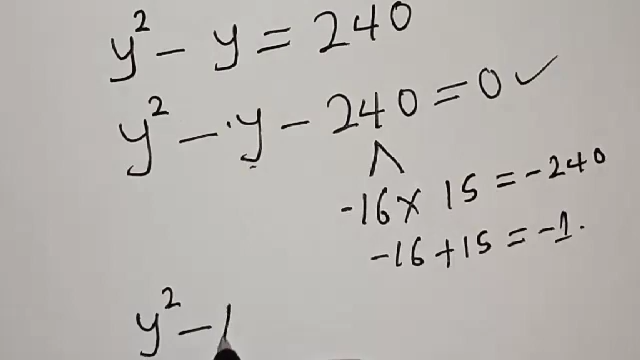 y² - y = 240
y² - ·y - 240 = 0 ✓
-16 × 15 = -240
-16 + 15 = -1.
y² - 1